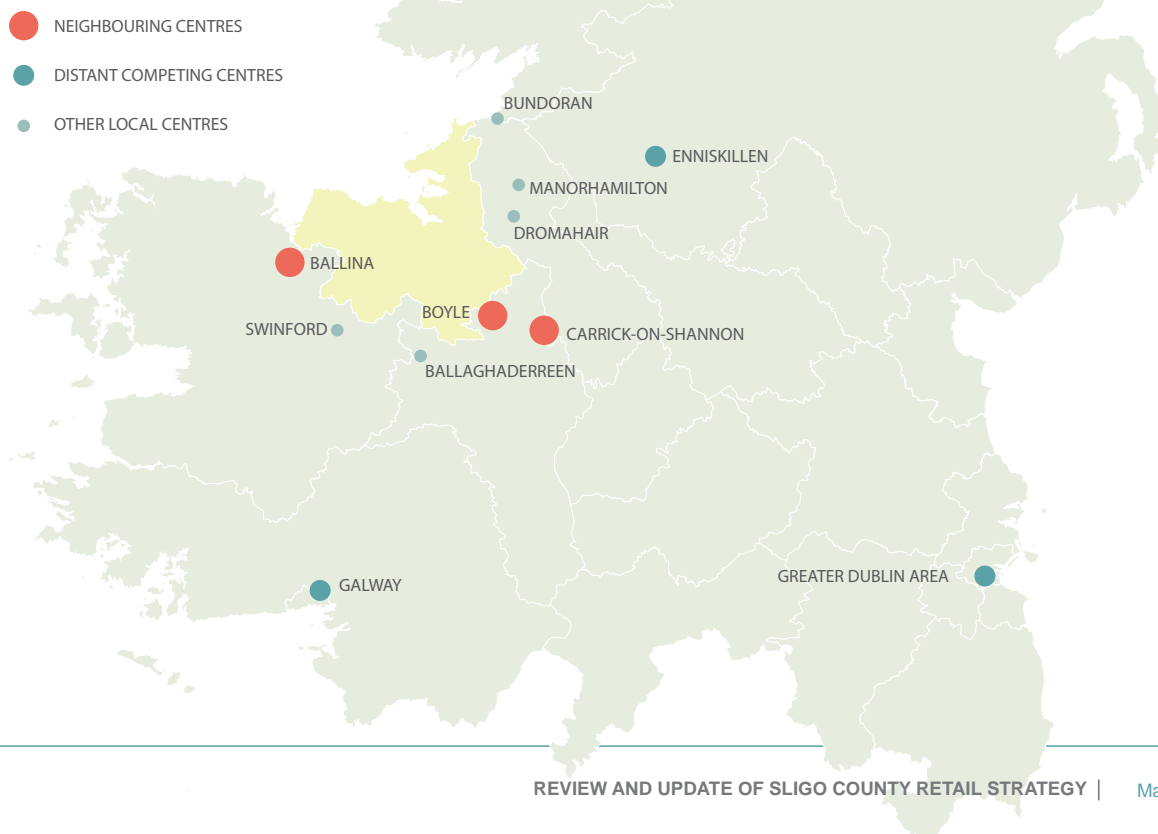 NEIGHBOURING CENTRES
DISTANT COMPETING CENTRES
OTHER LOCAL CENTRES
BUNDORAN
ENNISKILLEN
MANORHAMILTON
DROMAHAIR
BALLINA
BOYLE
SWINFORD
CARRICK-ON-SHANNON
BALLAGHADERREEN
GREATER DUBLIN AREA
GALWAY
REVIEW AND UPDATE OF SLIGO COUNTY RETAIL STRATEGY |